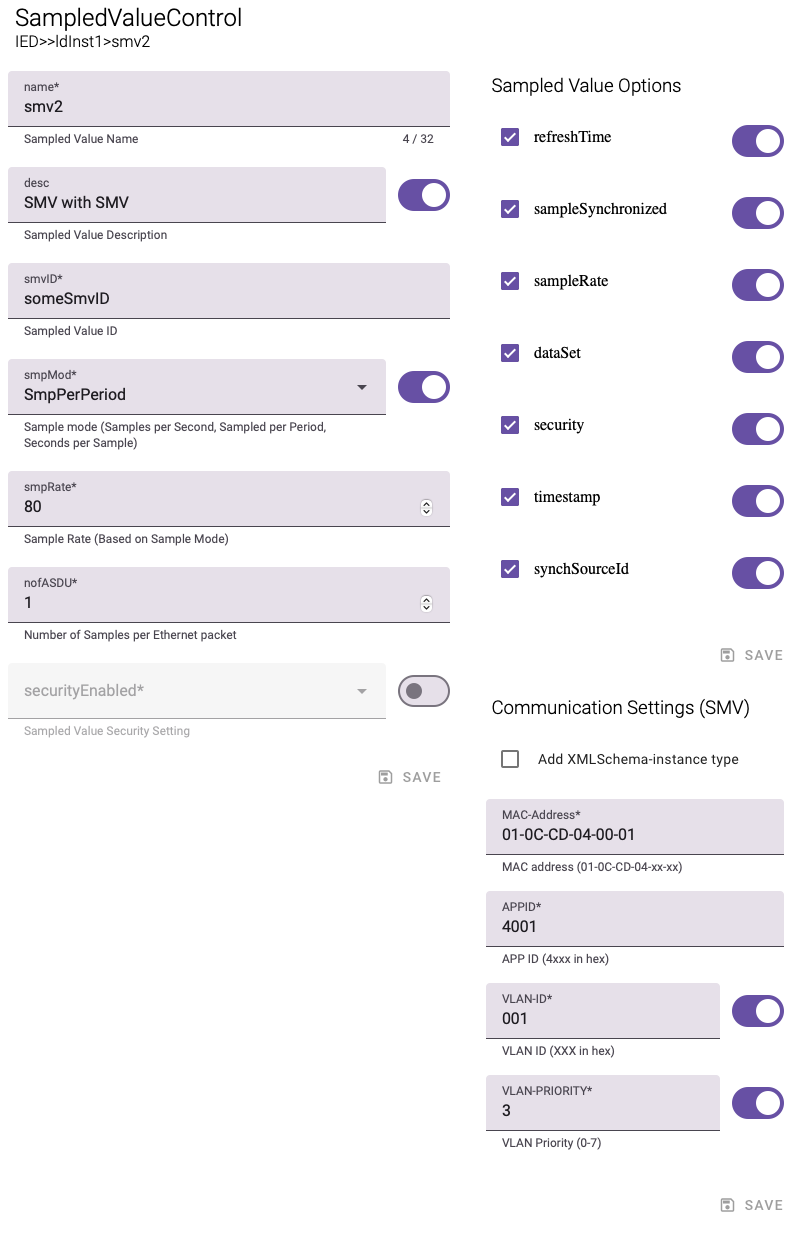 SampledValueControl
IED>>ldInst1>smv2
name*
smv2
Sampled Value Name
4 / 32
desc
SMV with SMV
Sampled Value Description
smvID*
someSmvID
Sampled Value ID
smpMod*
SmpPerPeriod
Sample mode (Samples per Second, Sampled per Period,
Seconds per Sample)
smpRate*
80
Sample Rate (Based on Sample Mode)
nofASDU*
1
Number of Samples per Ethernet packet
securityEnabled*
Sampled Value Security Setting
SAVE
Sampled Value Options
refreshTime
sampleSynchronized
sampleRate
dataSet
security
timestamp
synchSourceId
SAVE
Communication Settings (SMV)
Add XMLSchema-instance type
MAC-Address*
01-0C-CD-04-00-01
MAC address (01-0C-CD-04-xx-xx)
APPID*
4001
APP ID (4xxx in hex)
VLAN-ID*
001
VLAN ID (XXX in hex)
VLAN-PRIORITY*
3
VLAN Priority (0-7)
SAVE